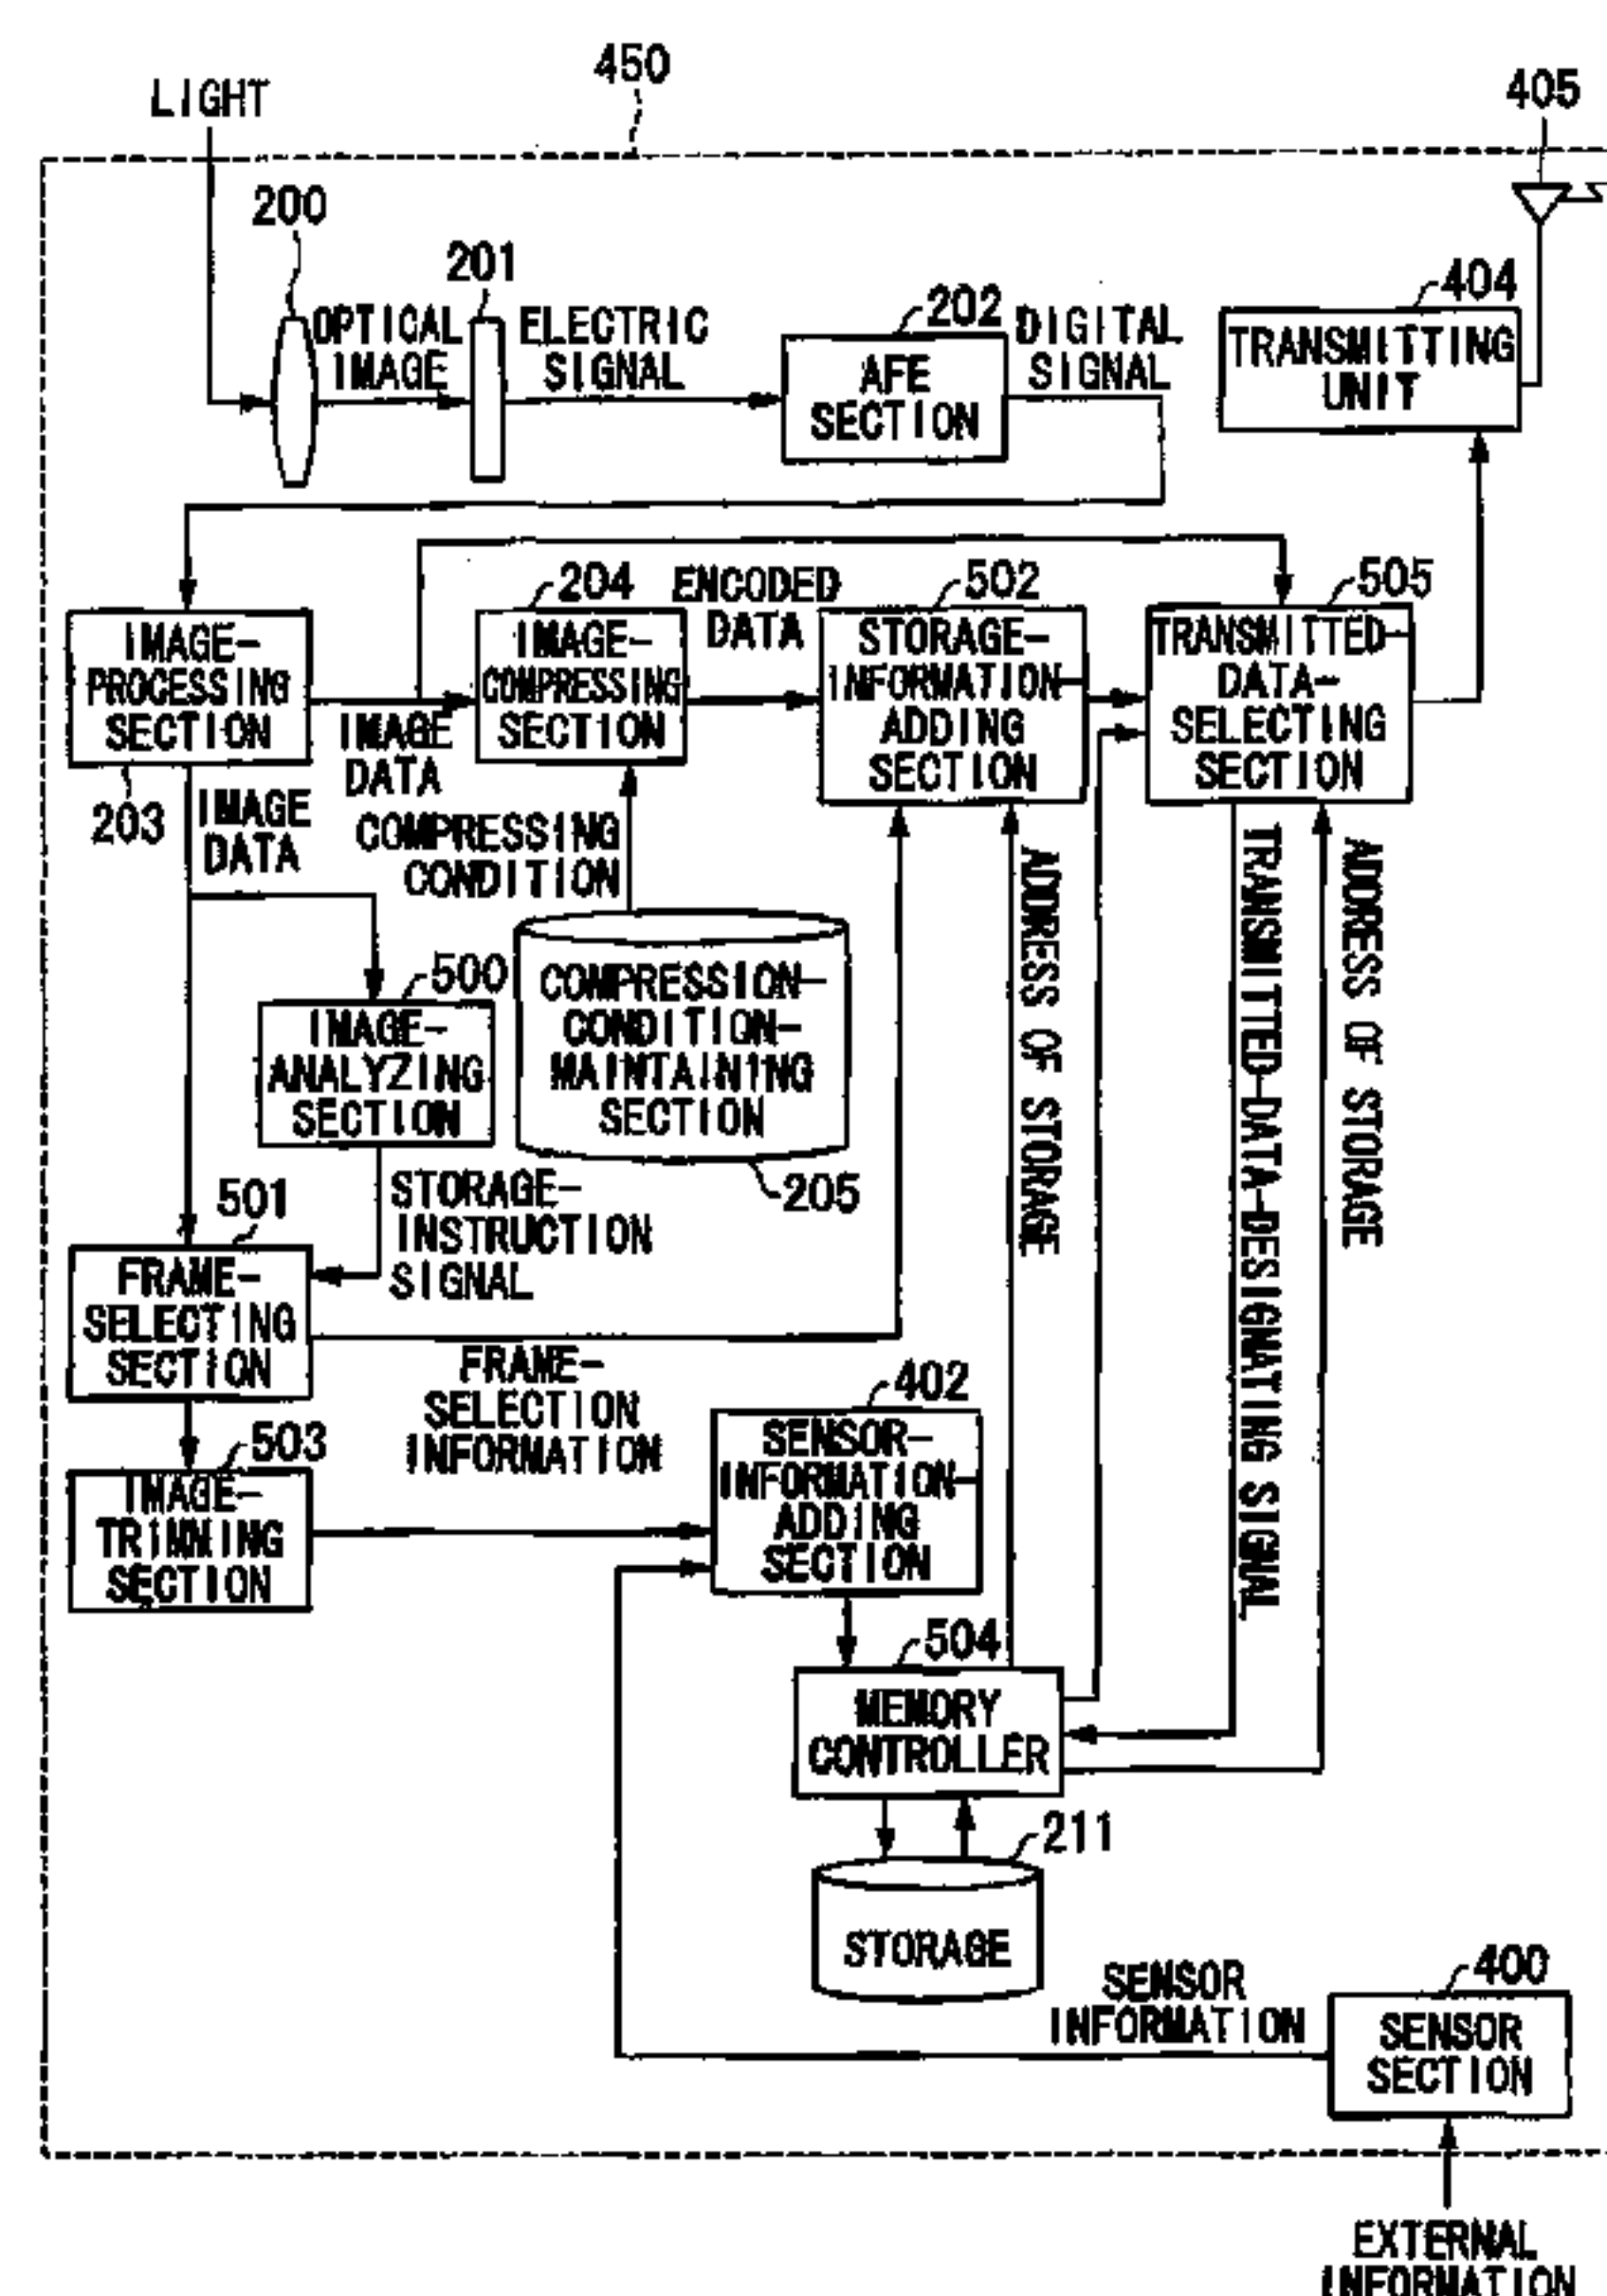 450
405
LIGHT
200
201
OPTICAL
IMAGE
ELECTRIC
SIGNAL
202
AFE
SECTION
DIGITAL
SIGNAL
404
TRANSMITTING
UNIT
IMAGE-
PROCESSING
SECTION
203
IMAGE
DATA
204
IMAGE-
COMPRESSING
SECTION
ENCODED
DATA
502
STORAGE-
INFORMATION-
ADDING
SECTION
505
TRANSMITTED-
DATA-
SELECTING
SECTION
IMAGE
DATA
COMPRESSING
CONDITION
500
IMAGE-
ANALYZING
SECTION
COMPRESSION-
CONDITION-
MAINTAINING
SECTION
205
ADDRESS OF STORAGE
TRANSMITTED-DATA-DESIGNATING SIGNAL
ADDRESS OF STORAGE
STORAGE-
INSTRUCTION
SIGNAL
501
FRAME-
SELECTING
SECTION
FRAME-
SELECTION
INFORMATION
503
IMAGE-
TRIMMING
SECTION
402
SENSOR-
INFORMATION-
ADDING
SECTION
504
MEMORY
CONTROLLER
211
STORAGE
SENSOR
INFORMATION
400
SENSOR
SECTION
EXTERNAL
INFORMATION